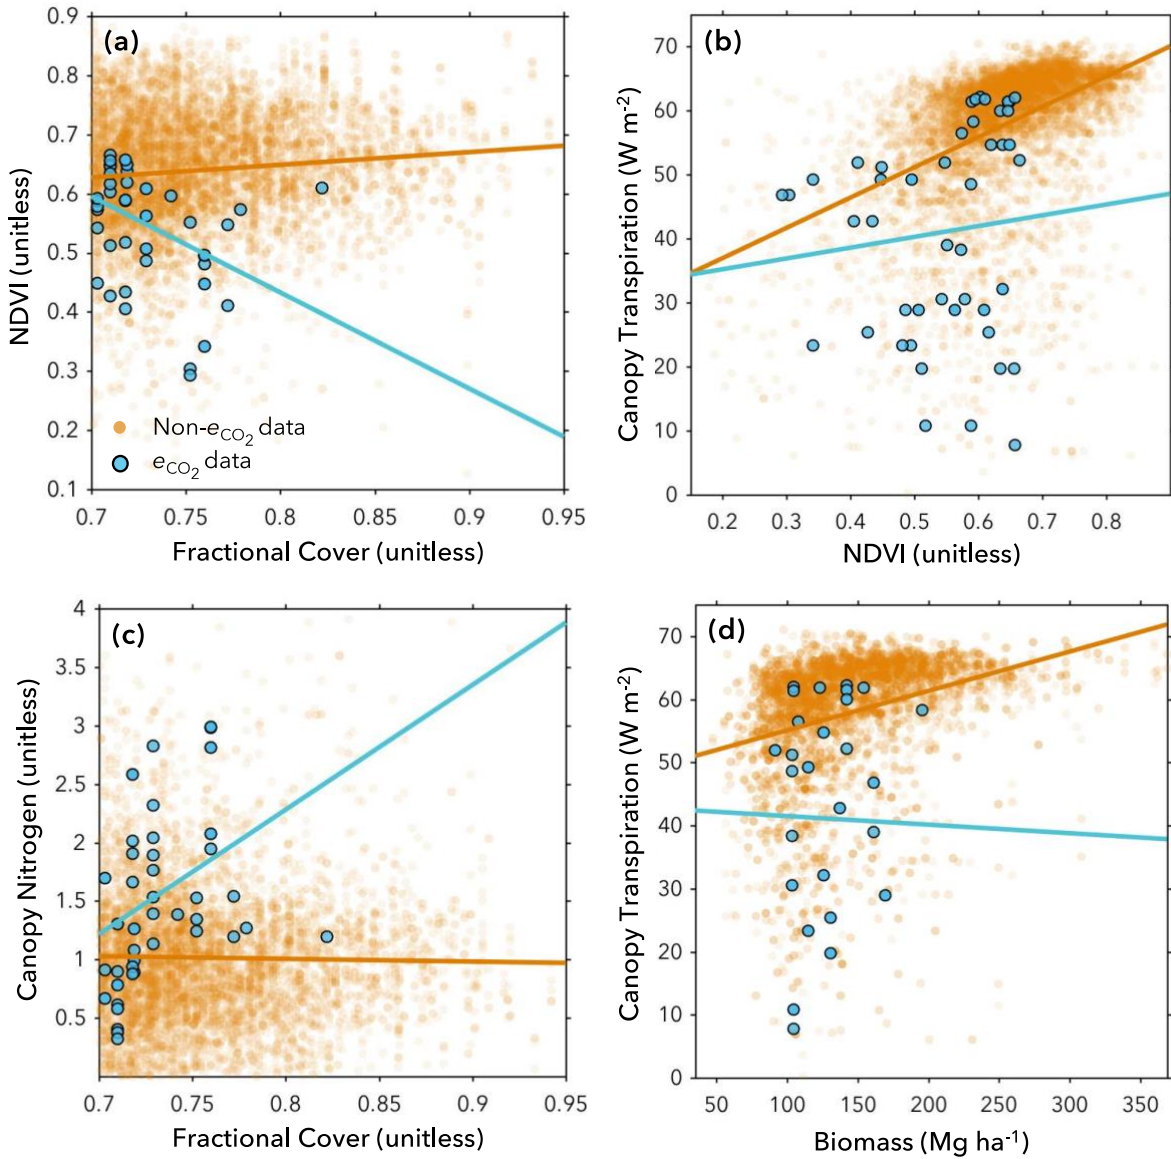 (a)
0.9
0.8
0.7
0.6
0.5
0.4
0.3
0.2
0.1
NDVI (unitless)
Non-eCO2 data
eCO2 data
0.7 0.75 0.8 0.85 0.9 0.95
Fractional Cover (unitless)
(b)
70
60
50
40
30
20
10
0
Canopy Transpiration (W m-2)
0.2 0.3 0.4 0.5 0.6 0.7 0.8
NDVI (unitless)
(c)
4
3.5
3
2.5
2
1.5
1
0.5
Canopy Nitrogen (unitless)
0.7 0.75 0.8 0.85 0.9 0.95
Fractional Cover (unitless)
(d)
70
60
50
40
30
20
10
0
Canopy Transpiration (W m-2)
50 100 150 200 250 300 350
Biomass (Mg ha-1)